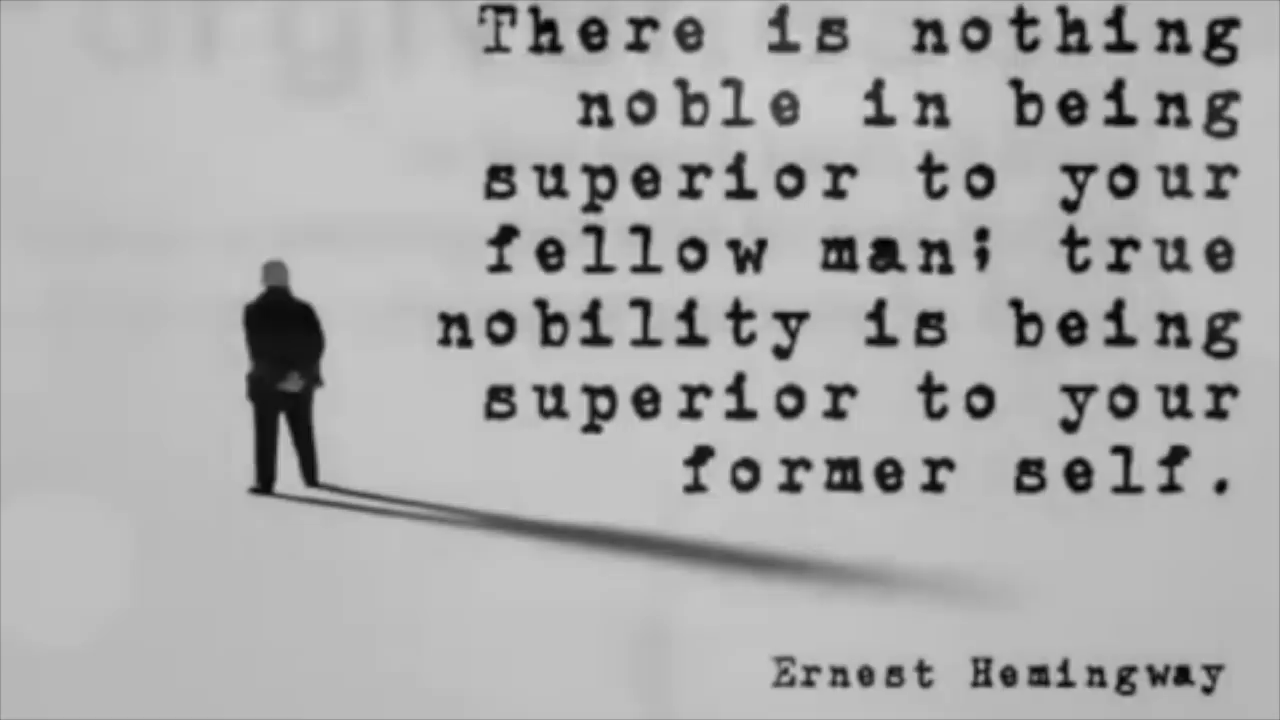 There is nothing
noble in being
superior to your
fellow man; true
nobility is being
superior to your
former self.
Ernest Hemingway